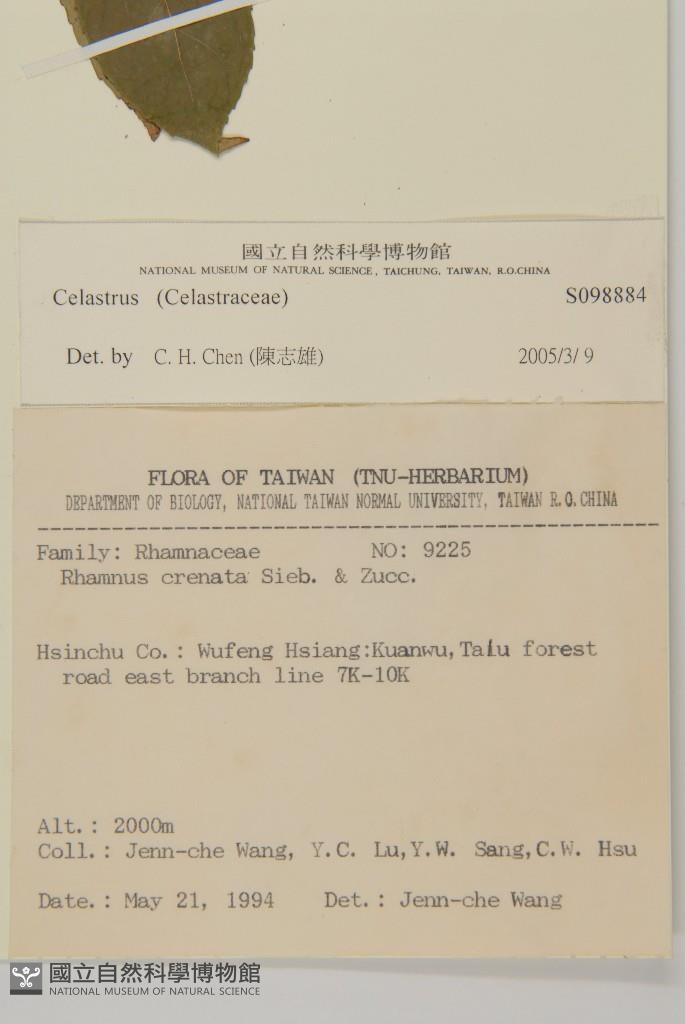 國立自然科學博物館
NATIONAL MUSEUM OF NATURAL SCIENCE, TAICHUNG, TAIWAN, R.O.CHINA
Celastrus (Celastraceae) S098884
Det. by C. H. Chen (陳志雄) 2005/3/ 9
FLORA OF TAIWAN (TNU-HERBARIUM)
DEPARTMENT OF BIOLOGY, NATIONAL TAIWAN NORMAL UNIVERSITY, TAIWAN R.O.CHINA
Family: Rhamnaceae NO: 9225
Rhamnus crenata Sieb. & Zucc.
Hsinchu Co.: Wufeng Hsiang:Kuanwu,Talu forest
road east branch line 7K-10K
Alt.: 2000m
Coll.: Jenn-che Wang, Y.C. Lu,Y.W. Sang,C.W. Hsu
Date.: May 21, 1994 Det.: Jenn-che Wang
國立自然科學博物館
NATIONAL MUSEUM OF NATURAL SCIENCE